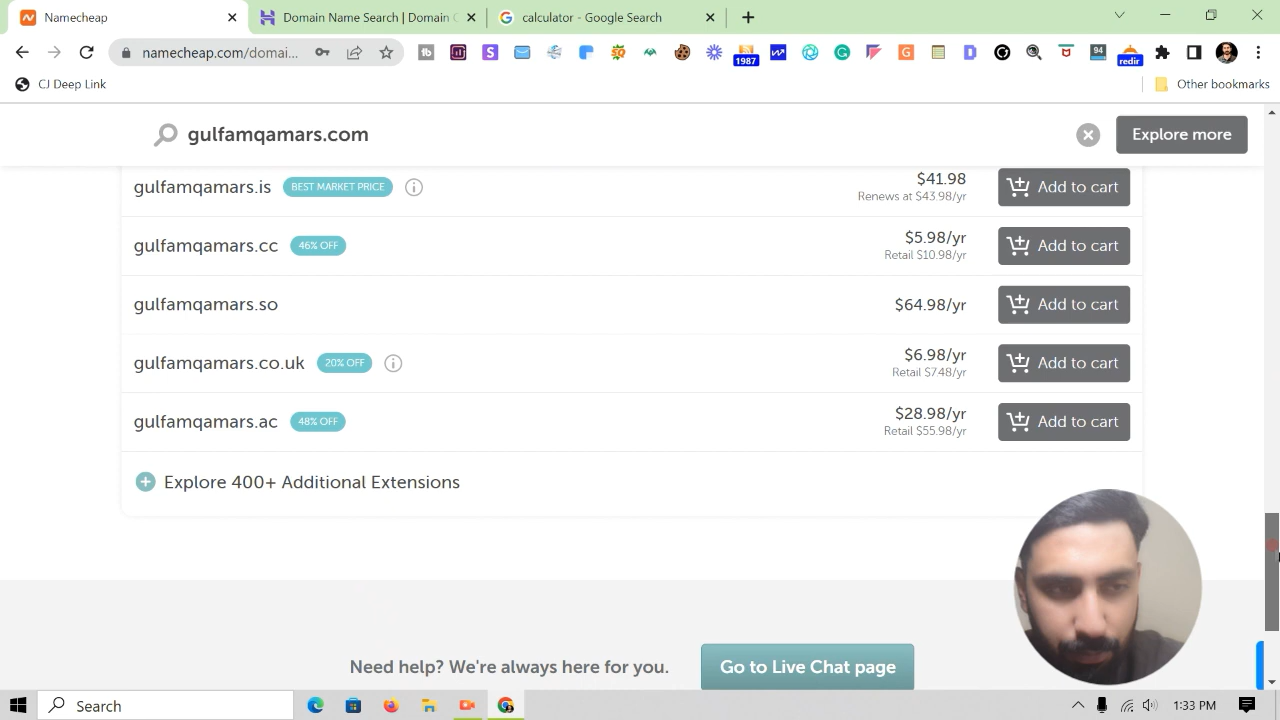 Namecheap
Domain Name Search | Domain C
calculator - Google Search
namecheap.com/domai...
1987
94
redir
CJ Deep Link
Other bookmarks
gulfamqamars.com
Explore more
gulfamqamars.is BEST MARKET PRICE $41.98 Add to cart
Renews at $43.98/yr
gulfamqamars.cc 46% OFF $5.98/yr Add to cart
Retail $10.98/yr
gulfamqamars.so $64.98/yr Add to cart
gulfamqamars.co.uk 20% OFF $6.98/yr Add to cart
Retail $7.48/yr
gulfamqamars.ac 48% OFF $28.98/yr Add to cart
Retail $55.98/yr
Explore 400+ Additional Extensions
Need help? We're always here for you.
Go to Live Chat page
Search
1:33 PM